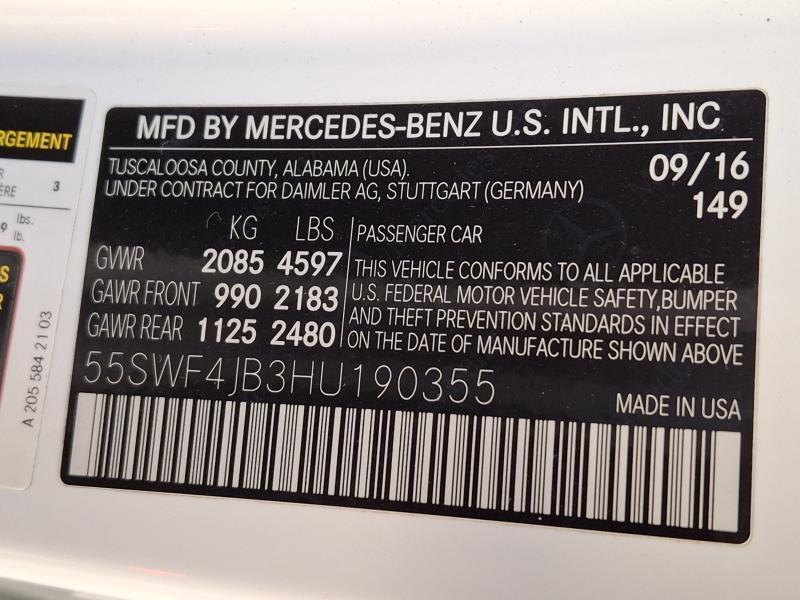 RGEMENT
3
lbs.
lb.
A 205 584 21 03
MFD BY MERCEDES-BENZ U.S. INTL., INC
TUSCALOOSA COUNTY, ALABAMA (USA).
UNDER CONTRACT FOR DAIMLER AG, STUTTGART (GERMANY)
09/16
149
KG LBS
GVWR 2085 4597
GAWR FRONT 990 2183
GAWR REAR 1125 2480
PASSENGER CAR
THIS VEHICLE CONFORMS TO ALL APPLICABLE
U.S. FEDERAL MOTOR VEHICLE SAFETY,BUMPER
AND THEFT PREVENTION STANDARDS IN EFFECT
ON THE DATE OF MANUFACTURE SHOWN ABOVE
55SWF4JB3HU190355
MADE IN USA